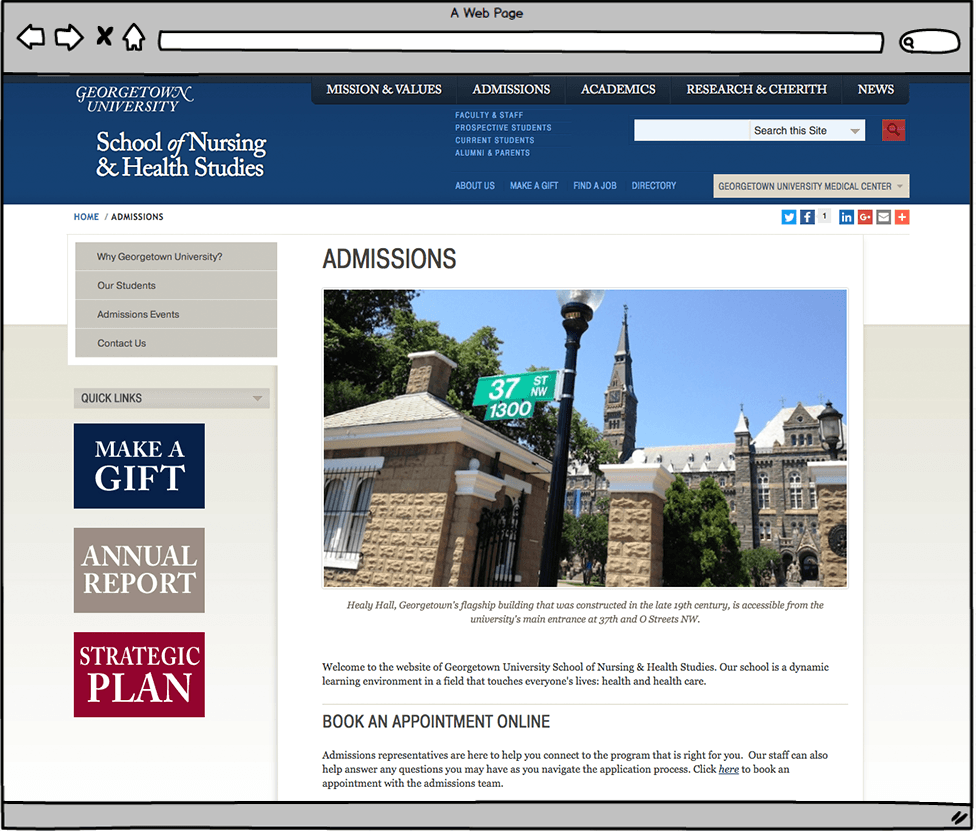 A Web Page
GEORGETOWN
UNIVERSITY
School of Nursing
& Health Studies
MISSION & VALUES
ADMISSIONS
ACADEMICS
RESEARCH & CHERITH
NEWS
FACULTY & STAFF
PROSPECTIVE STUDENTS
CURRENT STUDENTS
ALUMNI & PARENTS
Search this Site
ABOUT US
MAKE A GIFT
FIND A JOB
DIRECTORY
GEORGETOWN UNIVERSITY MEDICAL CENTER
HOME / ADMISSIONS
1
in
G+
Why Georgetown University?
Our Students
Admissions Events
Contact Us
QUICK LINKS
MAKE A
GIFT
ANNUAL
REPORT
STRATEGIC
PLAN
ADMISSIONS
37 ST NW
1300
Healy Hall, Georgetown's flagship building that was constructed in the late 19th century, is accessible from the
university's main entrance at 37th and O Streets NW.
Welcome to the website of Georgetown University School of Nursing & Health Studies. Our school is a dynamic
learning environment in a field that touches everyone's lives: health and health care.
BOOK AN APPOINTMENT ONLINE
Admissions representatives are here to help you connect to the program that is right for you. Our staff can also
help answer any questions you may have as you navigate the application process. Click here to book an
appointment with the admissions team.